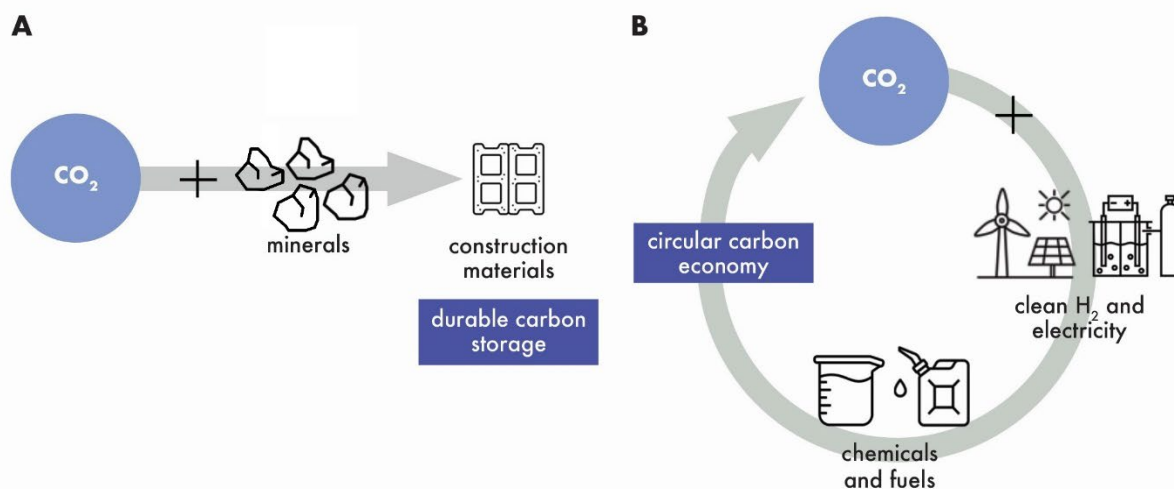 A
CO₂
minerals
construction
materials
durable carbon
storage
B
CO₂
clean H₂ and
electricity
chemicals
and fuels
circular carbon
economy